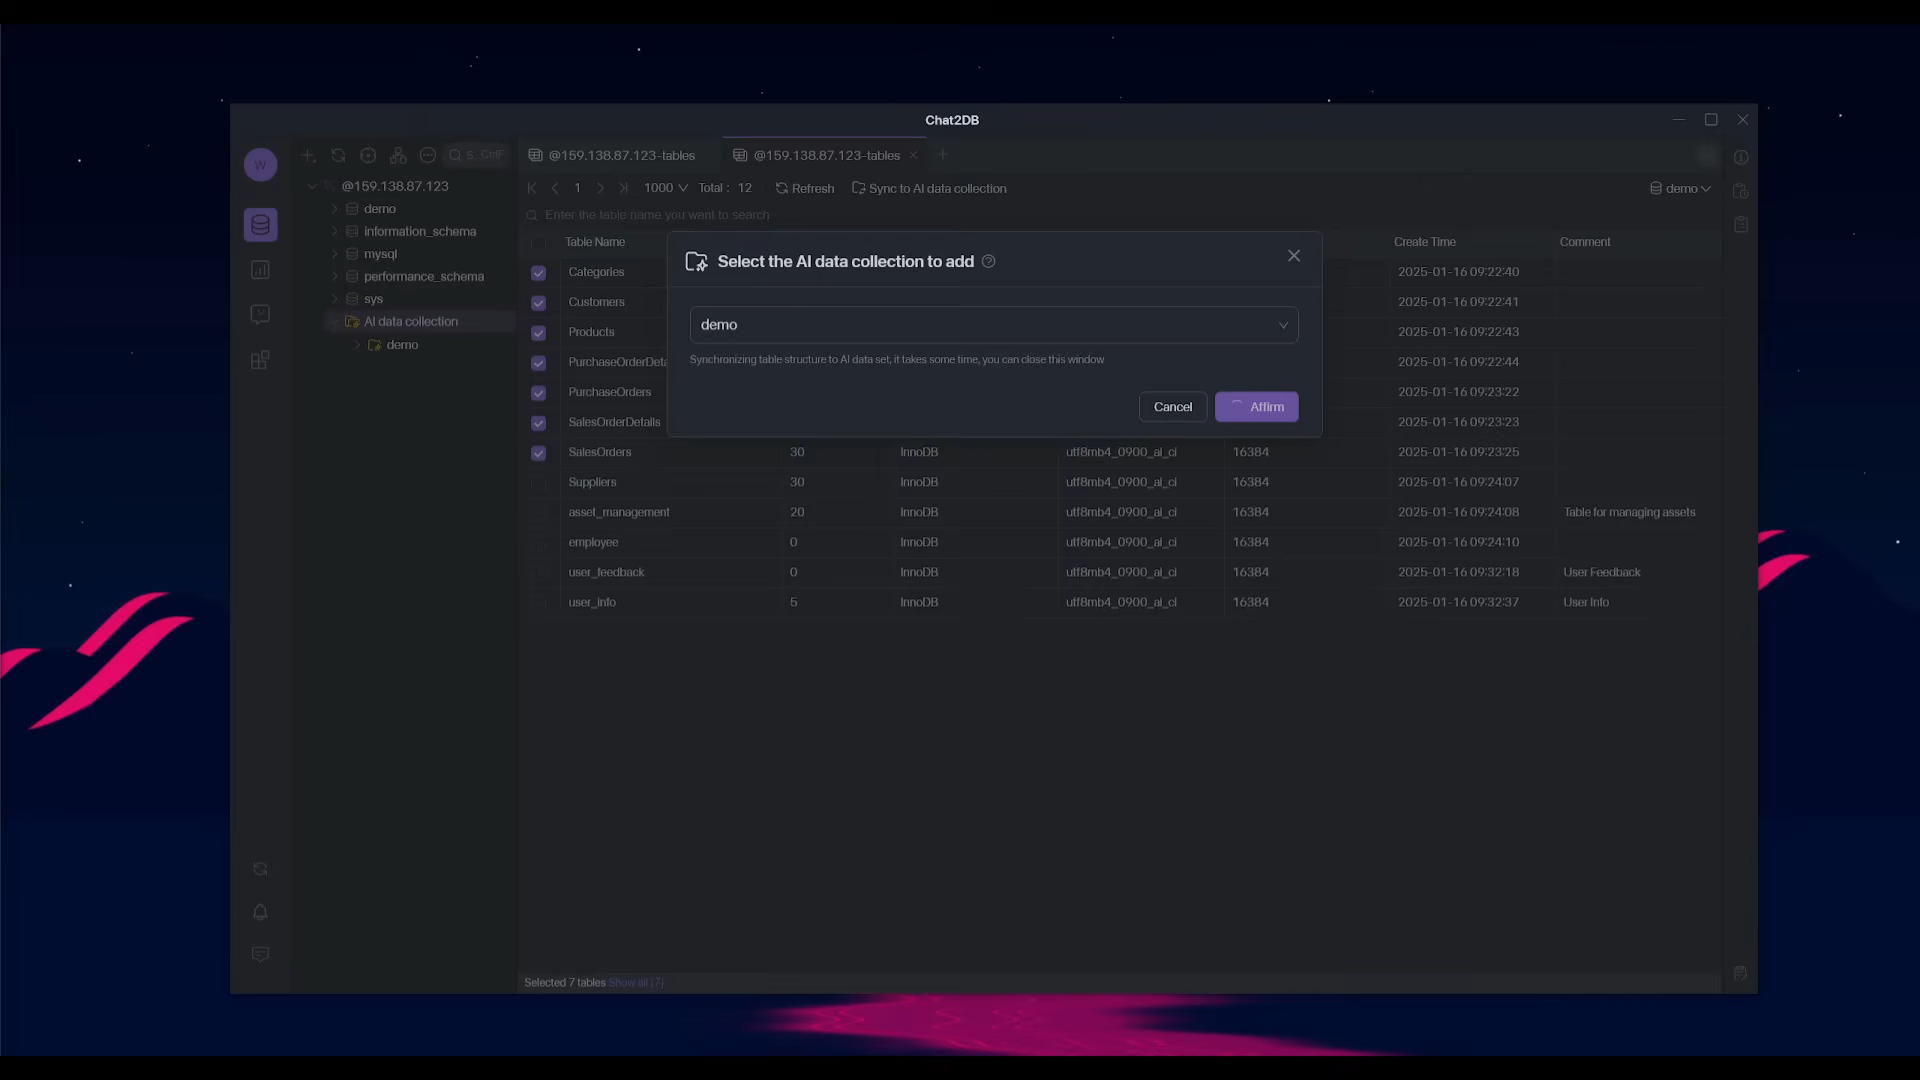 Chat2DB
W
S.. Ctrl F
@159.138.87.123-tables
@159.138.87.123-tables
@159.138.87.123
demo
information_schema
mysql
performance_schema
sys
AI data collection
demo
1
1000
Total : 12
Refresh
Sync to AI data collection
demo
Enter the table name you want to search
Table Name
Create Time
Comment
Select the AI data collection to add
demo
Synchronizing table structure to AI data set, it takes some time, you can close this window
Cancel
Affirm
Categories 2025-01-16 09:22:40
Customers 2025-01-16 09:22:41
Products 2025-01-16 09:22:43
PurchaseOrderDeta 2025-01-16 09:22:44
PurchaseOrders 2025-01-16 09:23:22
SalesOrderDetails 2025-01-16 09:23:23
SalesOrders 30 InnoDB utf8mb4_0900_ai_ci 16384 2025-01-16 09:23:25
Suppliers 30 InnoDB utf8mb4_0900_ai_ci 16384 2025-01-16 09:24:07
asset_management 20 InnoDB utf8mb4_0900_ai_ci 16384 2025-01-16 09:24:08 Table for managing assets
employee 0 InnoDB utf8mb4_0900_ai_ci 16384 2025-01-16 09:24:10
user_feedback 0 InnoDB utf8mb4_0900_ai_ci 16384 2025-01-16 09:32:18 User Feedback
user_info 5 InnoDB utf8mb4_0900_ai_ci 16384 2025-01-16 09:32:37 User Info
Selected 7 tables Show all (7)